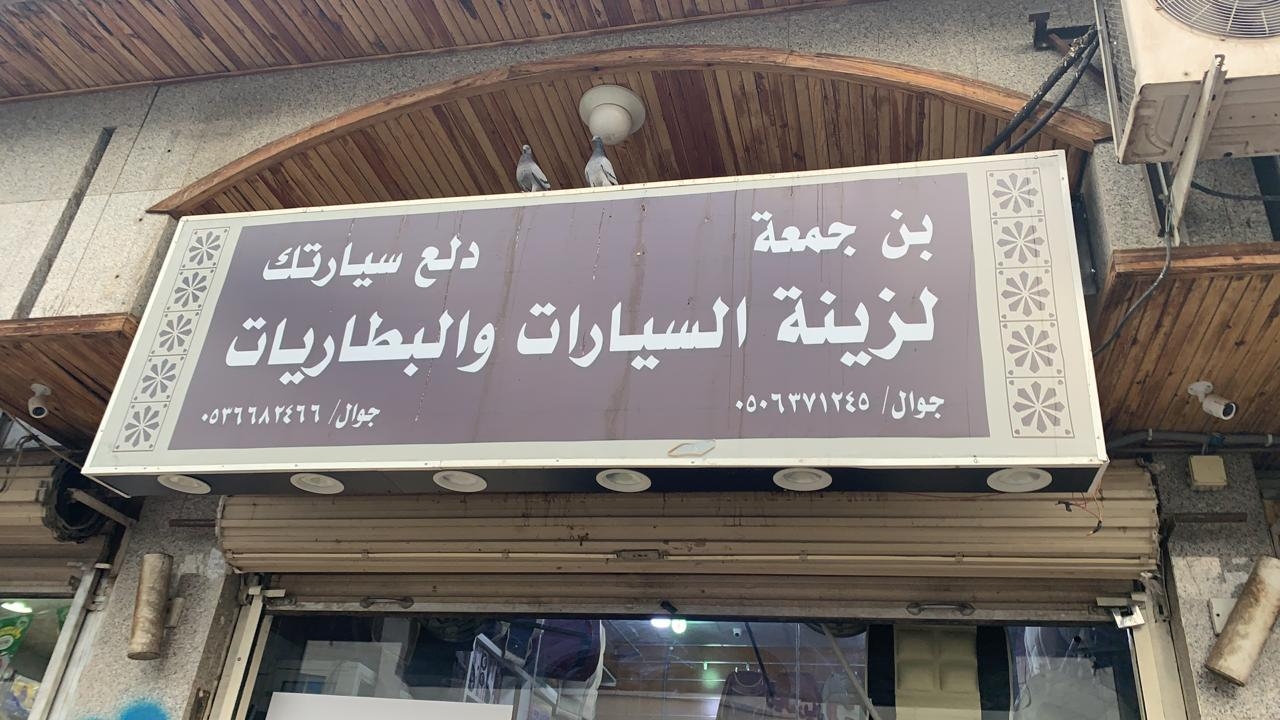 بن جمعة
دلع سيارتك
لزينة السيارات والبطاريات
جوال/ ٠٥٠٦٣٧١٢٤٥
جوال/ ٠٥٣٦٦٨٢٤٦٦